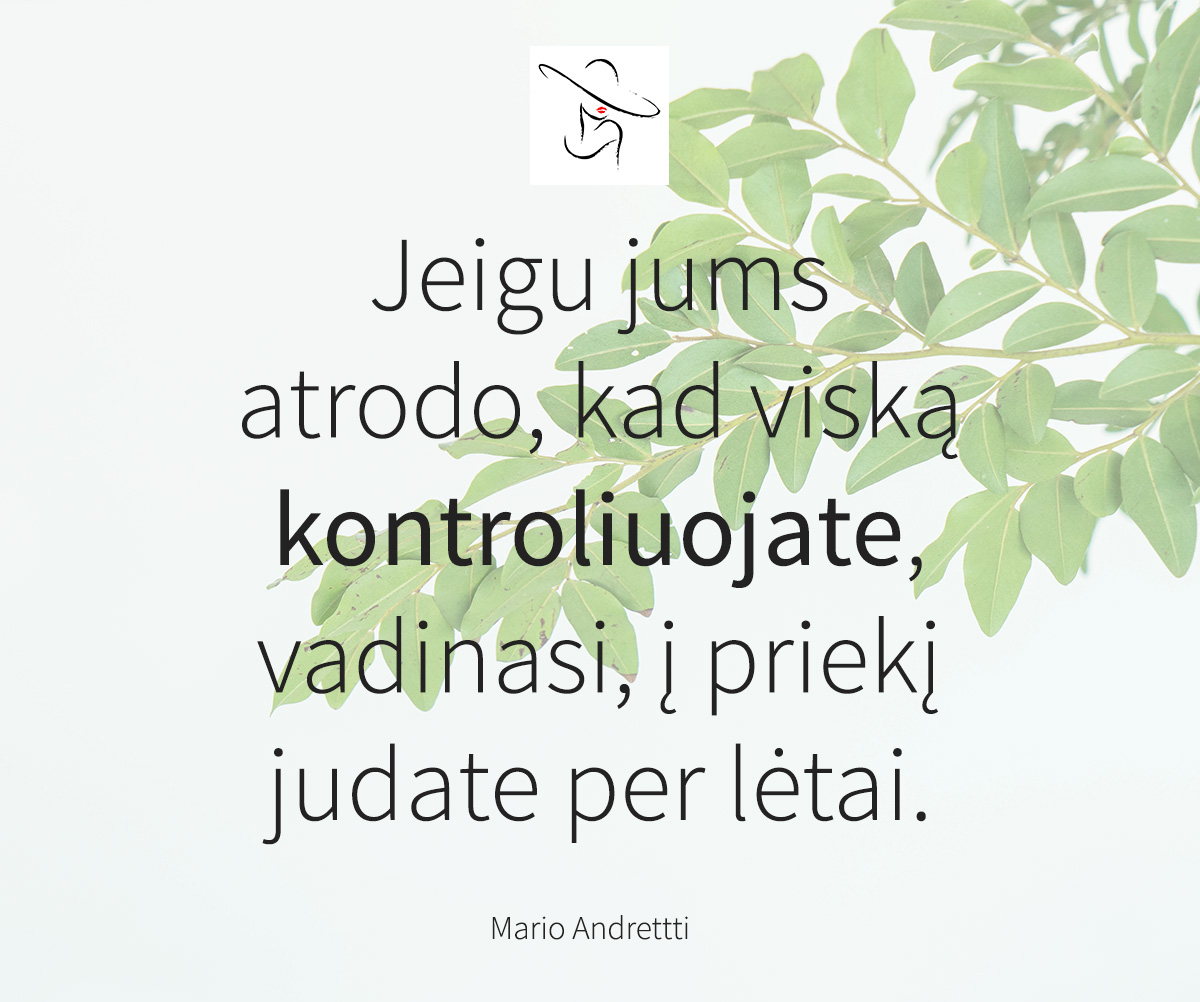 Jeigu jums
atrodo, kad viską
kontroliuojate,
vadinasi, į priekį
judate per lėtai.
Mario Andrettti